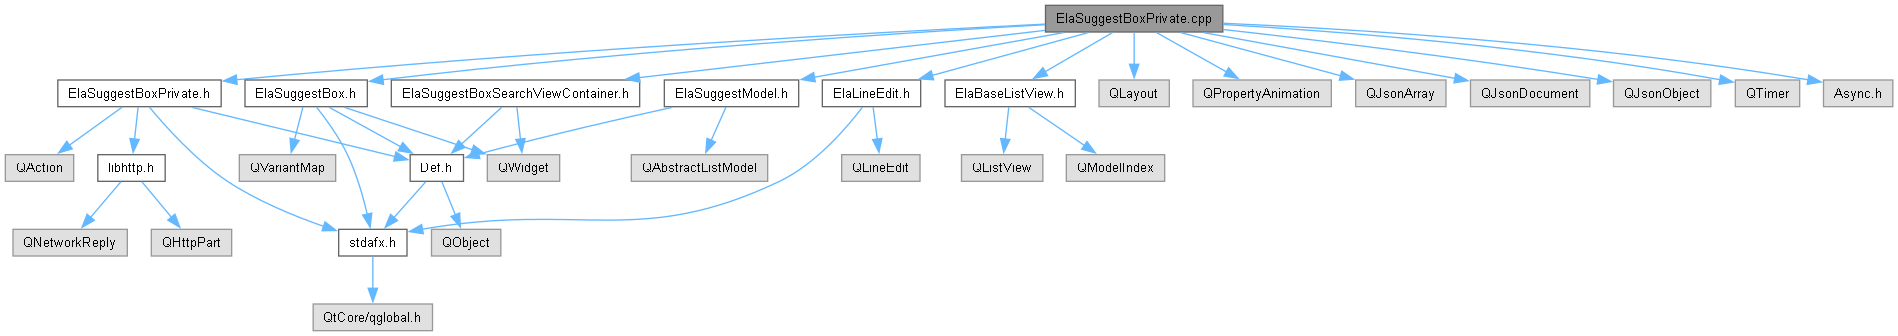 ElaSuggestBoxPrivate.cpp
ElaSuggestBoxPrivate.h
ElaSuggestBox.h
ElaSuggestBoxSearchViewContainer.h
ElaSuggestModel.h
ElaLineEdit.h
ElaBaseListView.h
QLayout
QPropertyAnimation
QJsonArray
QJsonDocument
QJsonObject
QTimer
Async.h
QAction
libhttp.h
QVariantMap
Def.h
QWidget
QAbstractListModel
QLineEdit
QListView
QModelIndex
QNetworkReply
QHttpPart
stdafx.h
QObject
QtCore/qglobal.h